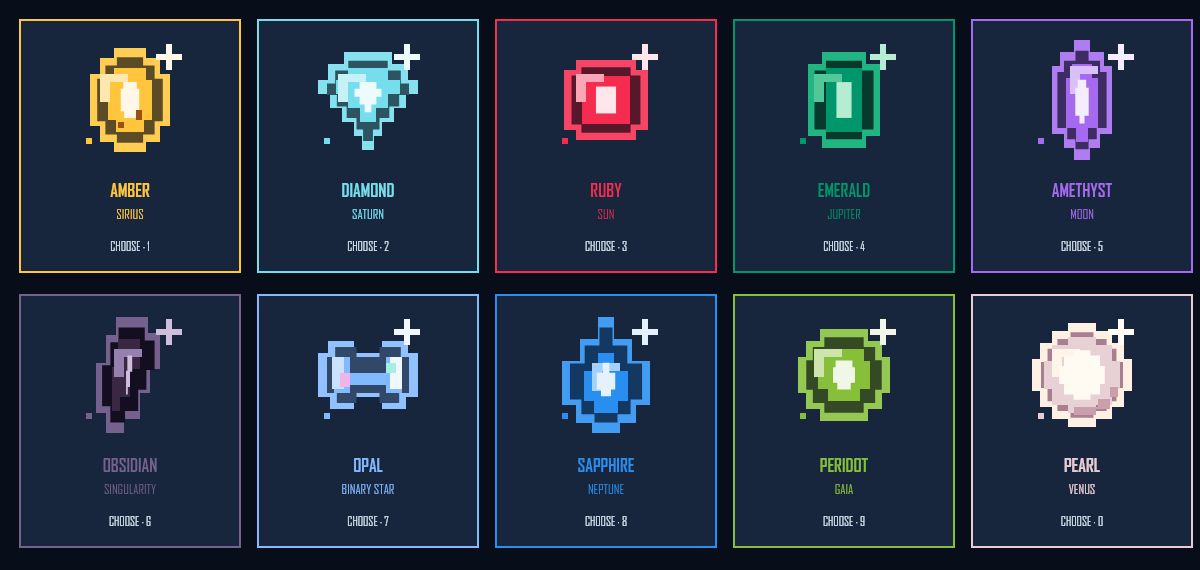 AMBER
SIRIUS
CHOOSE · 1
DIAMOND
SATURN
CHOOSE · 2
RUBY
SUN
CHOOSE · 3
EMERALD
JUPITER
CHOOSE · 4
AMETHYST
MOON
CHOOSE · 5
OBSIDIAN
SINGULARITY
CHOOSE · 6
OPAL
BINARY STAR
CHOOSE · 7
SAPPHIRE
NEPTUNE
CHOOSE · 8
PERIDOT
GAIA
CHOOSE · 9
PEARL
VENUS
CHOOSE · 0